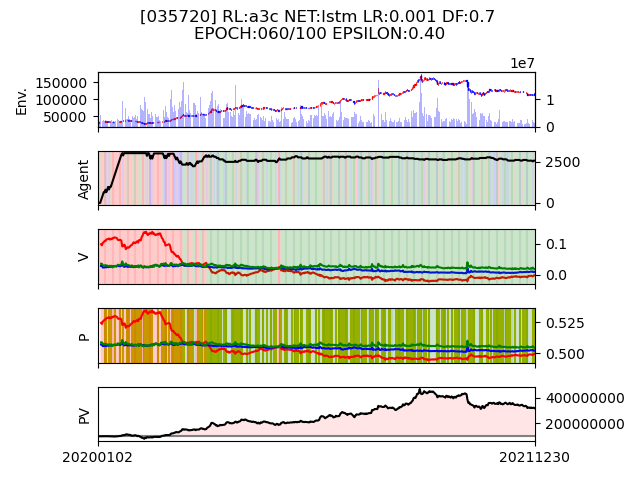 [035720] RL:a3c NET:lstm LR:0.001 DF:0.7
EPOCH:060/100 EPSILON:0.40
1e7
Env.
150000
100000
50000
1
0
Agent
2500
0
V
0.1
0.0
P
0.525
0.500
PV
400000000
200000000
20200102
20211230